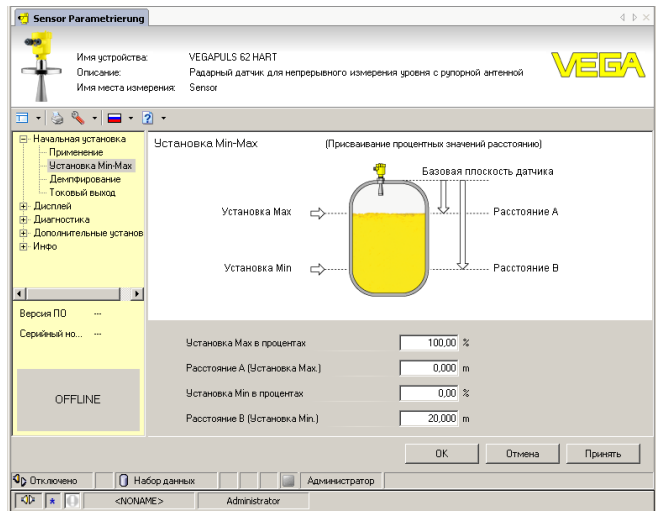 Sensor Parametrierung
Имя устройства: VEGAPULS 62 HART
Описание: Радарный датчик для непрерывного измерения уровня с рупорной антенной
Имя места измерения: Sensor
VEGA
Начальная установка
Применение
Установка Min-Max
Демпфирование
Токовый выход
Дисплей
Диагностика
Дополнительные установ
Инфо
Версия ПО ---
Серийный но... ---
OFFLINE
Установка Min-Max (Присваивание процентных значений расстоянию)
Базовая плоскость датчика
Установка Max
Расстояние A
Установка Min
Расстояние B
Установка Max в процентах 100,00 %
Расстояние A (Установка Max.) 0,000 m
Установка Min в процентах 0,00 %
Расстояние B (Установка Min.) 20,000 m
OK Отмена Принять
Отключено Набор данных Администратор
<NONAME> Administrator